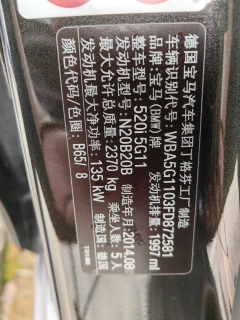 德国宝马汽车集团丁格芬工厂 制造
车辆识别代号: WBA5G1103FD872581
品牌: 宝马 (BMW) 牌
整车型号: 520i 5G11 发动机排量: 1997 ml
发动机型号: N20B20B 制造年月: 2014.08
最大允许总质量: 2370 kg 乘坐人数: 5人
发动机最大净功率: 135 kW 制造国: 德国
颜色代码/色圈: B65/ 8